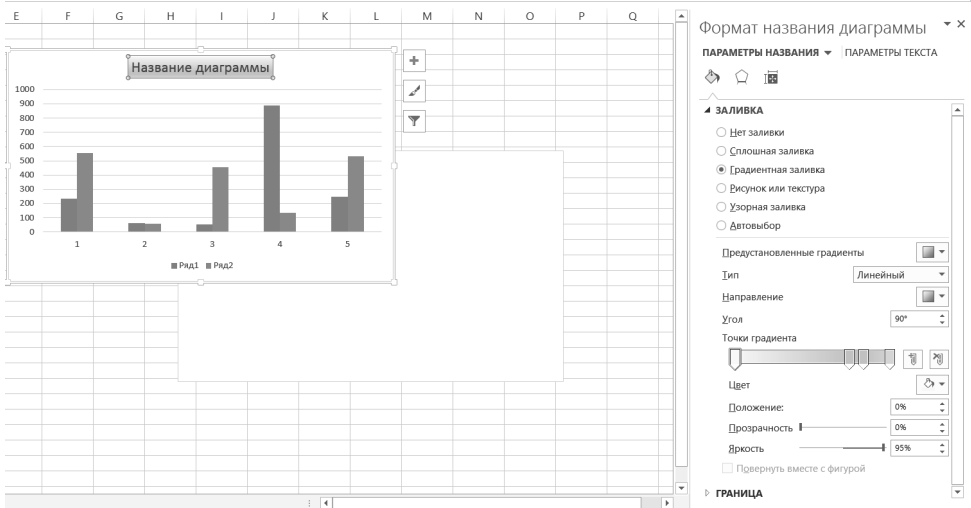 E F G H I J K L M N O P Q
Название диаграммы
1000
900
800
700
600
500
400
300
200
100
0
1 2 3 4 5
Ряд1 Ряд2
Формат названия диаграммы
ПАРАМЕТРЫ НАЗВАНИЯ ПАРАМЕТРЫ ТЕКСТА
ЗАЛИВКА
Нет заливки
Сплошная заливка
Градиентная заливка
Рисунок или текстура
Узорная заливка
Автовыбор
Предустановленные градиенты
Тип Линейный
Направление
Угол 90°
Точки градиента
Цвет
Положение: 0%
Прозрачность 0%
Яркость 95%
Повернуть вместе с фигурой
ГРАНИЦА